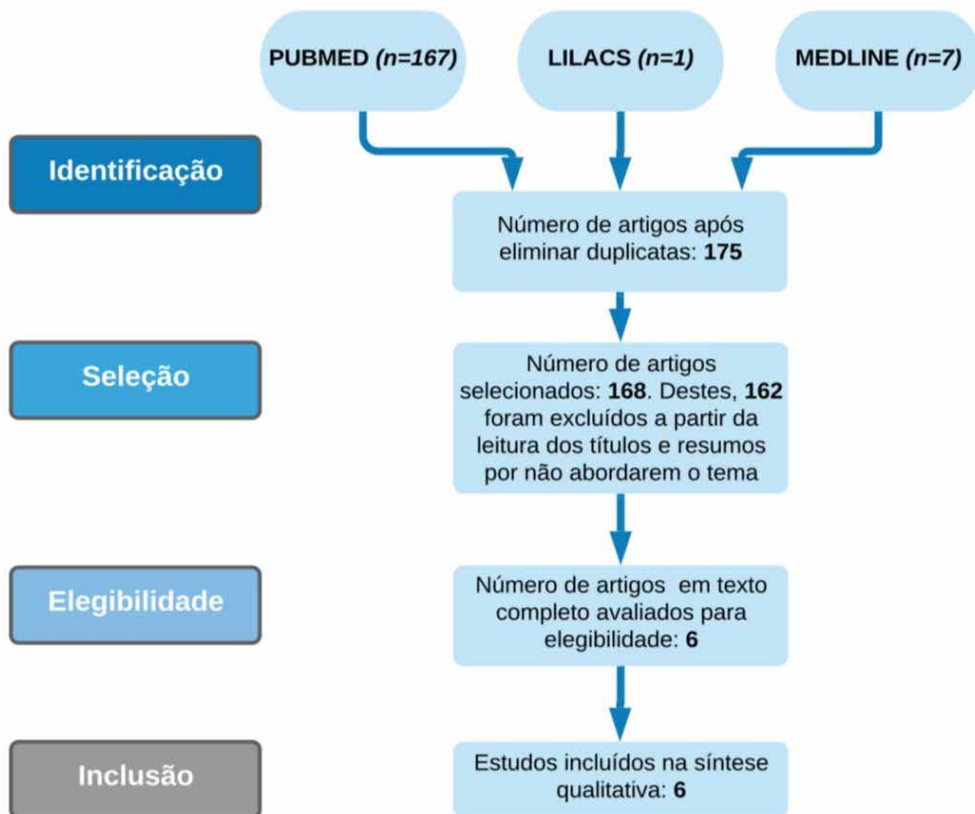 PUBMED (n=167)
LILACS (n=1)
MEDLINE (n=7)
Identificação
Número de artigos após
eliminar duplicatas: 175
Seleção
Número de artigos
selecionados: 168. Destes, 162
foram excluídos a partir da
leitura dos títulos e resumos
por não abordarem o tema
Elegibilidade
Número de artigos em texto
completo avaliados para
elegibilidade: 6
Inclusão
Estudos incluídos na síntese
qualitativa: 6